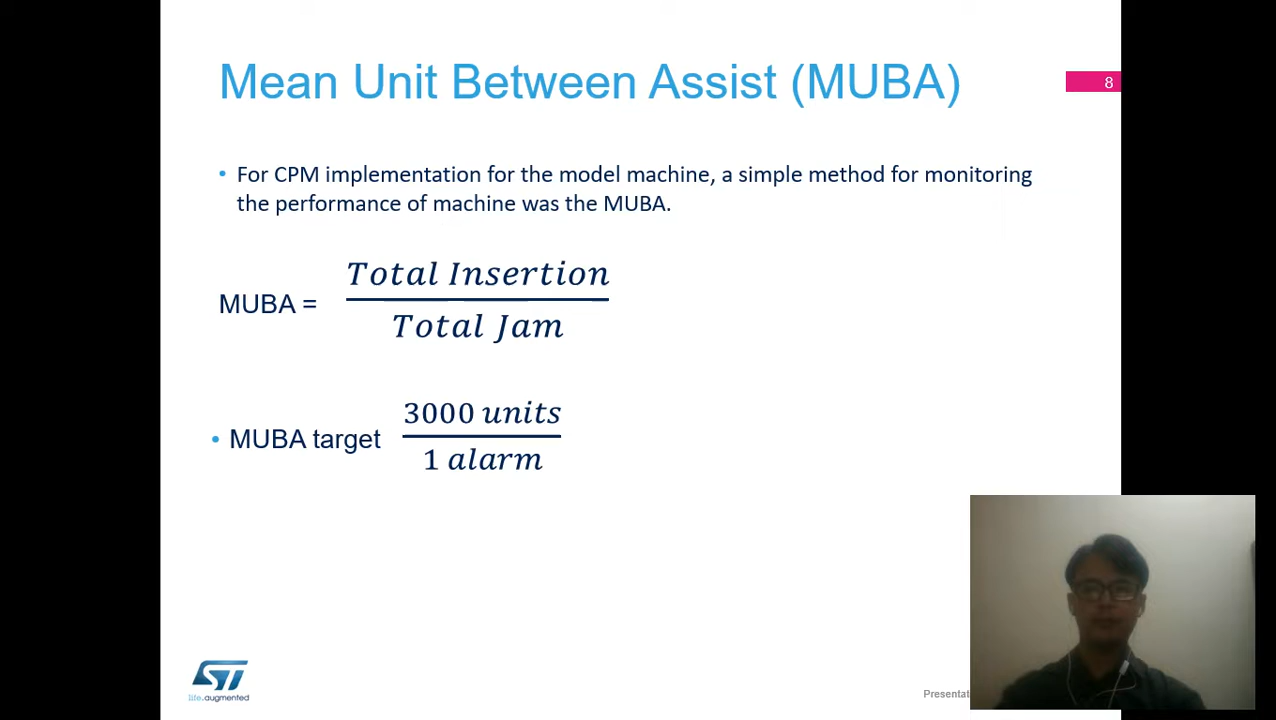 Mean Unit Between Assist (MUBA)
8
• For CPM implementation for the model machine, a simple method for monitoring
the performance of machine was the MUBA.
MUBA = Total Insertion
Total Jam
• MUBA target 3000 units
1 alarm
ST
life.augmented